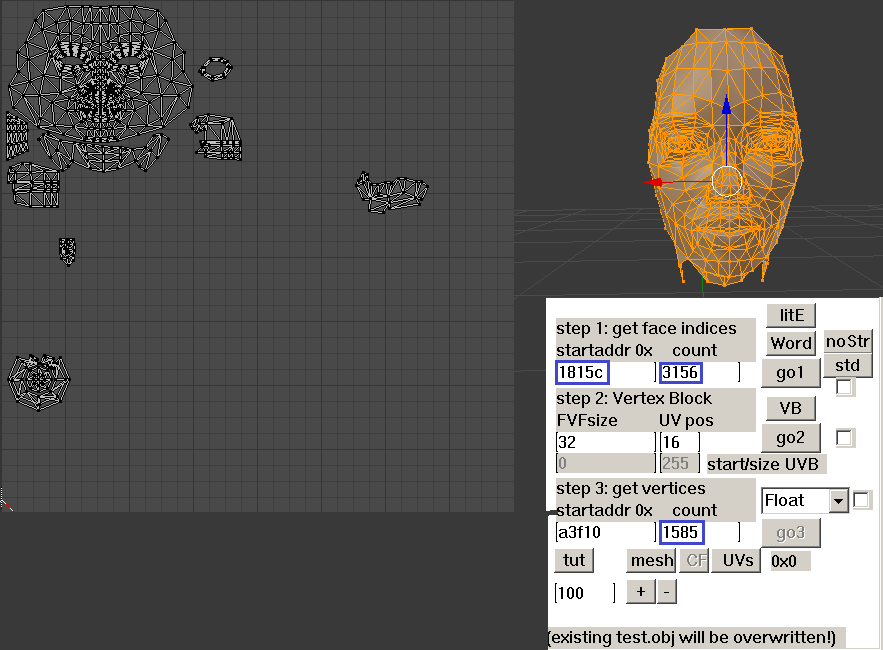 litE
step 1: get face indices
startaddr 0x count
Word noStr
1815c 3156 go1 std
step 2: Vertex Block
VB
FVFsize UV pos
32 16 go2
0 255 start/size UVB
step 3: get vertices
startaddr 0x count
Float
a3f10 1585 go3
tut mesh CF UVs 0x0
100 + -
(existing test.obj will be overwritten!)